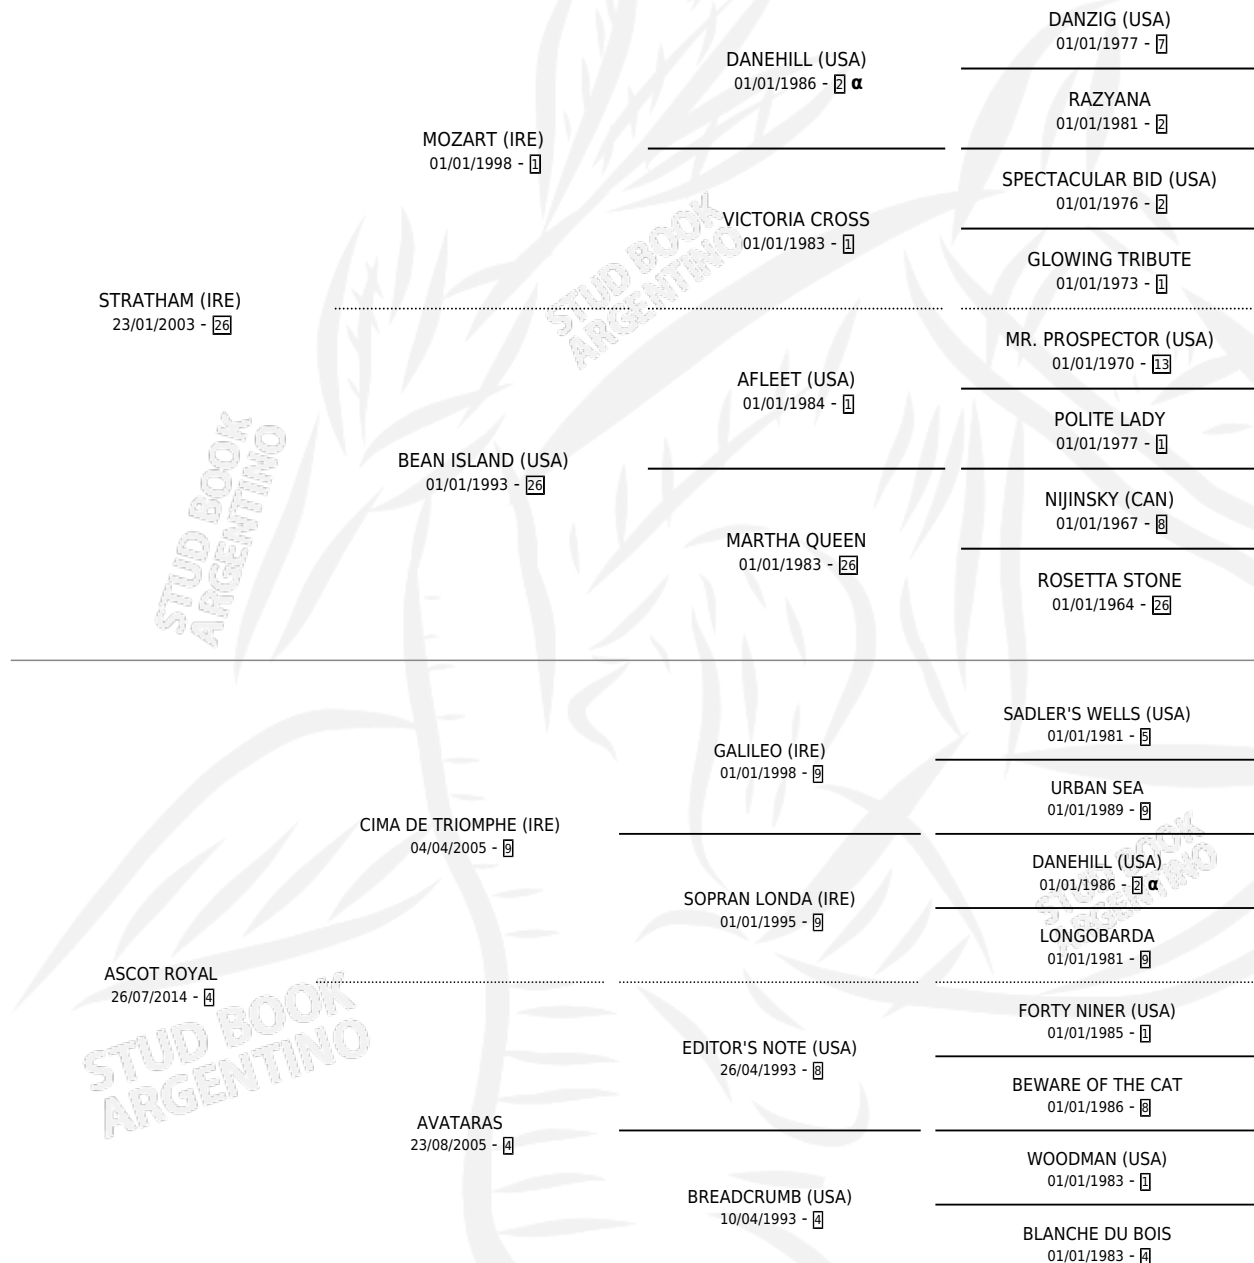 DANZIG (USA)
01/01/1977 - 7
DANEHILL (USA)
01/01/1986 - 2 α
RAZYANA
01/01/1981 - 2
MOZART (IRE)
01/01/1998 - 1
SPECTACULAR BID (USA)
01/01/1976 - 2
VICTORIA CROSS
01/01/1983 - 1
GLOWING TRIBUTE
01/01/1973 - 1
STRATHAM (IRE)
23/01/2003 - 26
MR. PROSPECTOR (USA)
01/01/1970 - 13
AFLEET (USA)
01/01/1984 - 1
POLITE LADY
01/01/1977 - 1
BEAN ISLAND (USA)
01/01/1993 - 26
NIJINSKY (CAN)
01/01/1967 - 8
MARTHA QUEEN
01/01/1983 - 26
ROSETTA STONE
01/01/1964 - 26
SADLER'S WELLS (USA)
01/01/1981 - 5
GALILEO (IRE)
01/01/1998 - 9
URBAN SEA
01/01/1989 - 9
CIMA DE TRIOMPHE (IRE)
04/04/2005 - 9
DANEHILL (USA)
01/01/1986 - 2 α
SOPRAN LONDA (IRE)
01/01/1995 - 9
LONGOBARDA
01/01/1981 - 9
ASCOT ROYAL
26/07/2014 - 4
FORTY NINER (USA)
01/01/1985 - 1
EDITOR'S NOTE (USA)
26/04/1993 - 8
BEWARE OF THE CAT
01/01/1986 - 8
AVATARAS
23/08/2005 - 4
WOODMAN (USA)
01/01/1983 - 1
BREADCRUMB (USA)
10/04/1993 - 4
BLANCHE DU BOIS
01/01/1983 - 4
STUD BOOK
ARGENTINO
STUD BOOK
ARGENTINO
STUD BOOK
ARGENTINO
STUD BOOK
ARGENTINO